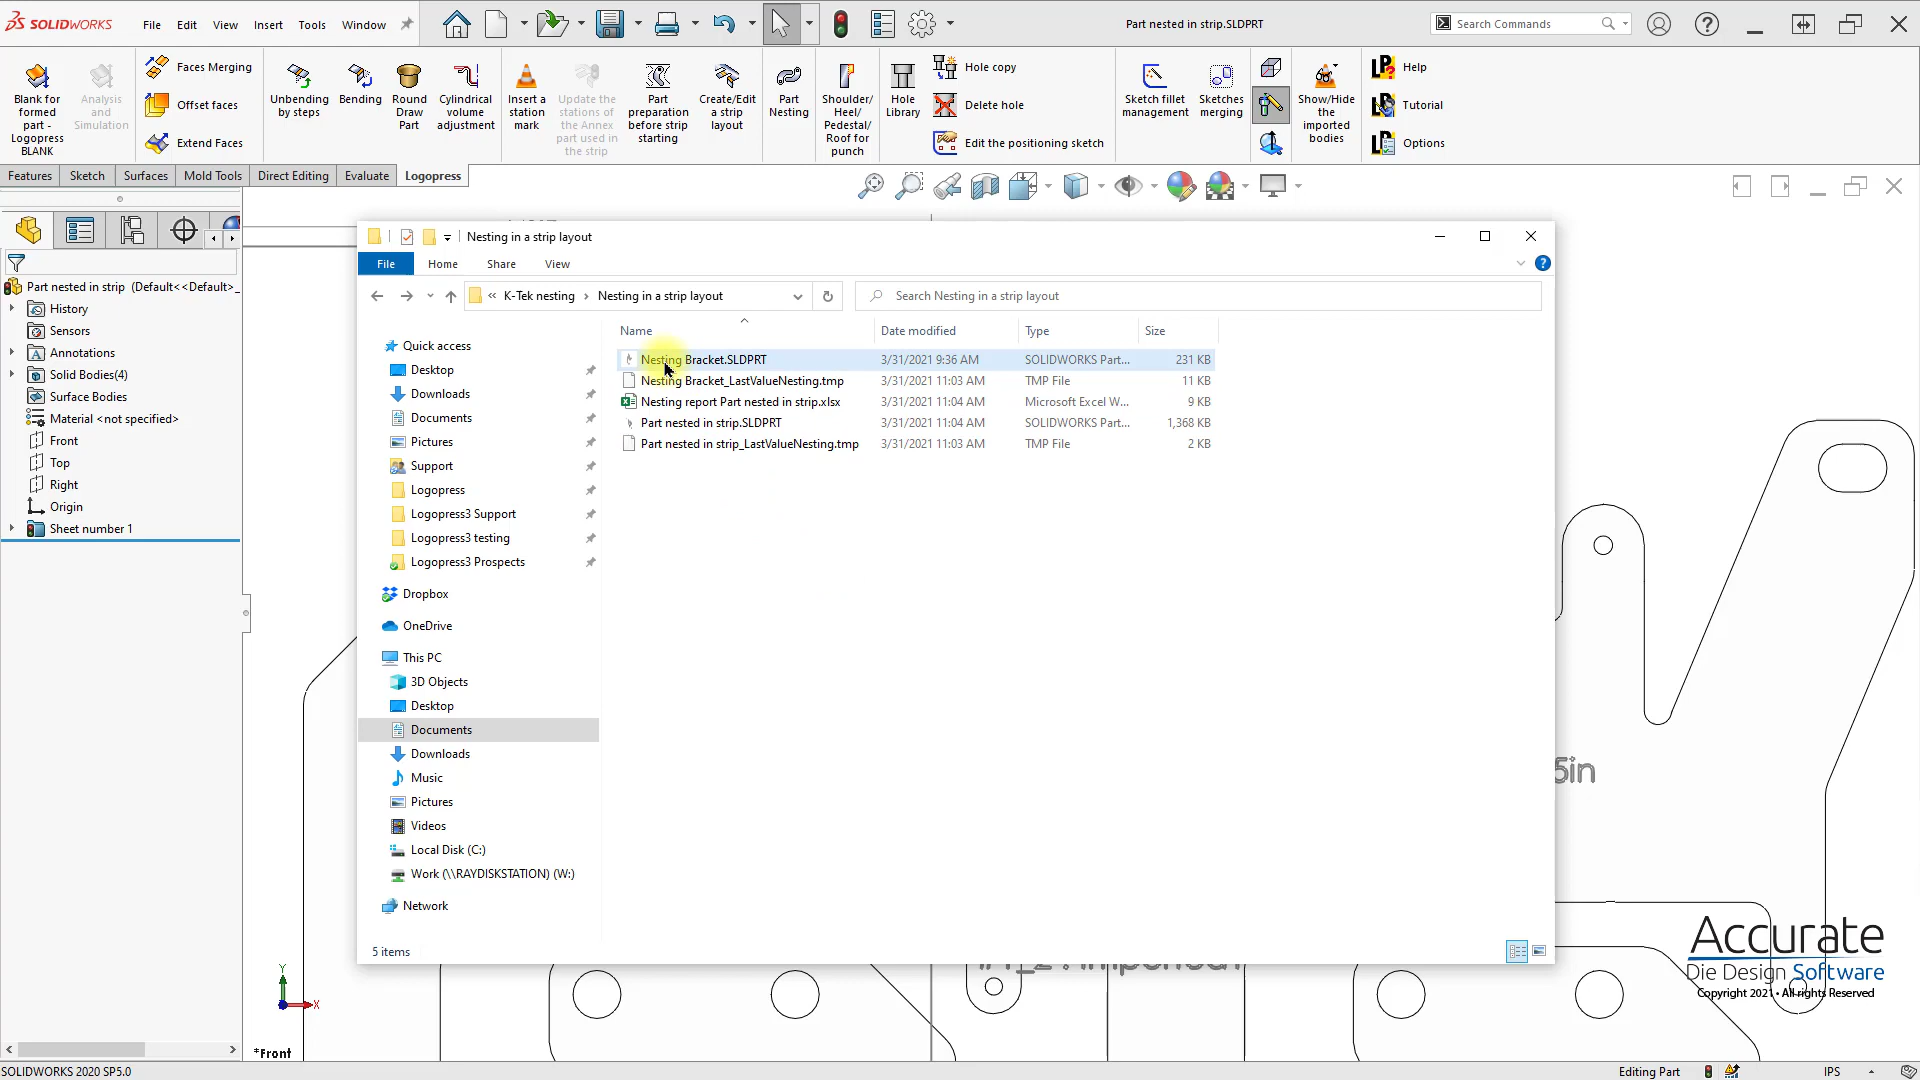 SOLIDWORKS File Edit View Insert Tools Window
Part nested in strip.SLDPRT
Search Commands
Blank for formed part - Logopress BLANK
Analysis and Simulation
Faces Merging
Offset faces
Extend Faces
Unbending by steps
Bending
Round Draw Part
Cylindrical volume adjustment
Insert a station mark
Update the stations of the Annex part used in the strip
Part preparation before strip starting
Create/Edit a strip layout
Part Nesting
Shoulder/ Heel/ Pedestal/ Roof for punch
Hole Library
Hole copy
Delete hole
Edit the positioning sketch
Sketch fillet management
Sketches merging
Show/Hide the imported bodies
Help
Tutorial
Options
Features Sketch Surfaces Mold Tools Direct Editing Evaluate Logopress
Part nested in strip (Default<<Default>_
History
Sensors
Annotations
Solid Bodies(4)
Surface Bodies
Material <not specified>
Front
Top
Right
Origin
Sheet number 1
Nesting in a strip layout
File Home Share View
« K-Tek nesting › Nesting in a strip layout
Search Nesting in a strip layout
Quick access
Desktop
Downloads
Documents
Pictures
Support
Logopress
Logopress3 Support
Logopress3 testing
Logopress3 Prospects
Dropbox
OneDrive
This PC
3D Objects
Desktop
Documents
Downloads
Music
Pictures
Videos
Local Disk (C:)
Work (\\RAYDISKSTATION) (W:)
Network
Name Date modified Type Size
Nesting Bracket.SLDPRT 3/31/2021 9:36 AM SOLIDWORKS Part... 231 KB
Nesting Bracket_LastValueNesting.tmp 3/31/2021 11:03 AM TMP File 11 KB
Nesting report Part nested in strip.xlsx 3/31/2021 11:04 AM Microsoft Excel W... 9 KB
Part nested in strip.SLDPRT 3/31/2021 11:04 AM SOLIDWORKS Part... 1,368 KB
Part nested in strip_LastValueNesting.tmp 3/31/2021 11:03 AM TMP File 2 KB
5 items
5in
Y
X
*Front
Accurate
Die Design Software
Copyright 2021 • All rights Reserved
SOLIDWORKS 2020 SP5.0
Editing Part
IPS